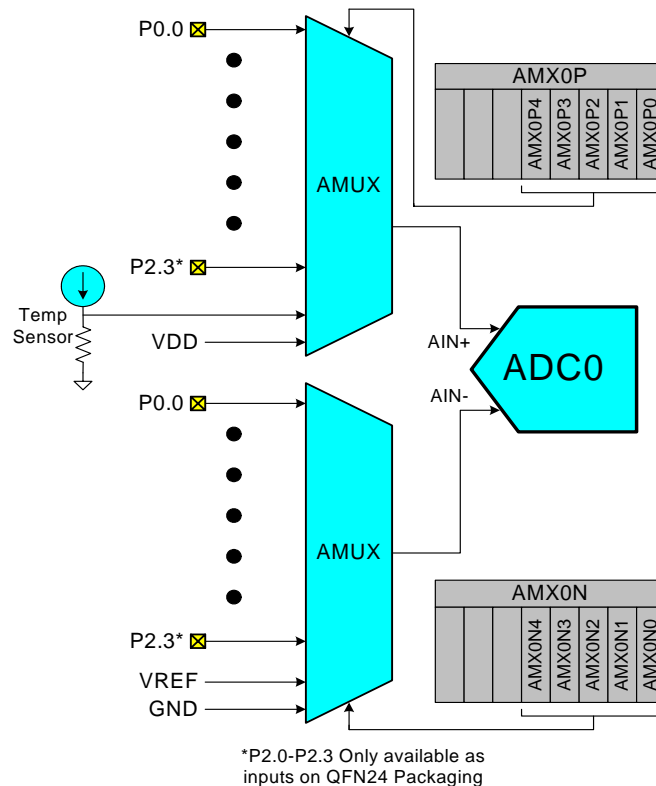 P0.0
AMX0P
AMX0P4
AMX0P3
AMX0P2
AMX0P1
AMX0P0
AMUX
P2.3*
Temp
Sensor
VDD
AIN+
ADC0
AIN-
P0.0
AMUX
AMX0N
AMX0N4
AMX0N3
AMX0N2
AMX0N1
AMX0N0
P2.3*
VREF
GND
*P2.0-P2.3 Only available as
inputs on QFN24 Packaging